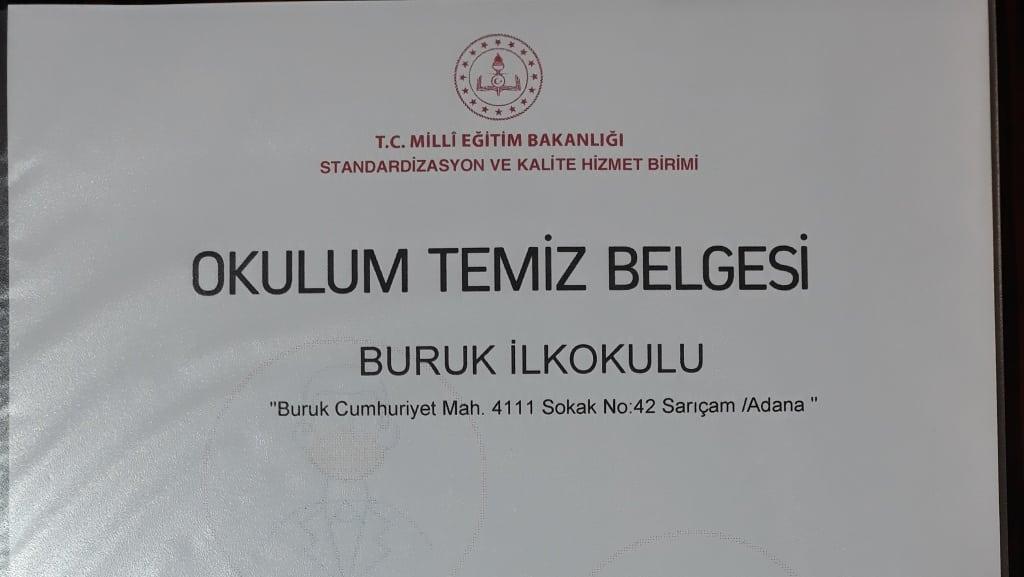 T.C. MİLLÎ EĞİTİM BAKANLIĞI
STANDARDİZASYON VE KALİTE HİZMET BİRİMİ
OKULUM TEMİZ BELGESİ
BURUK İLKOKULU
"Buruk Cumhuriyet Mah. 4111 Sokak No:42 Sarıçam /Adana "